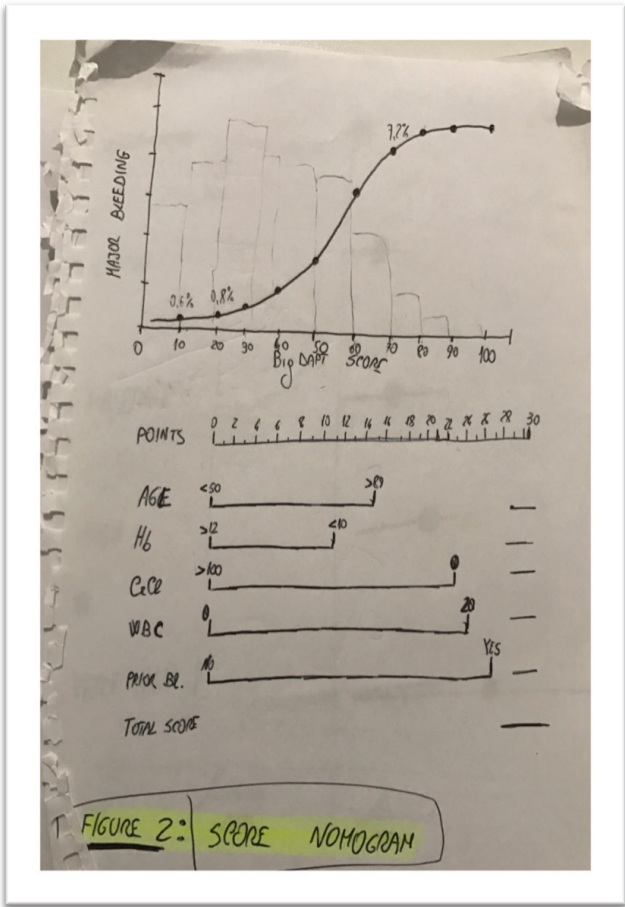 MAJOR BLEEDING
0,6%
0,8%
7,2%
0 10 20 30 40 50 60 70 80 90 100
Big DAPT SCORE
POINTS 0 2 4 6 8 10 12 14 16 18 20 22 24 26 28 30
<50 >89
AGE
>12 <10
Hb
>100 0
CrCl
0 20
WBC
NO YES
PRIOR BL.
TOTAL SCORE
FIGURE 2: SCORE NOMOGRAM